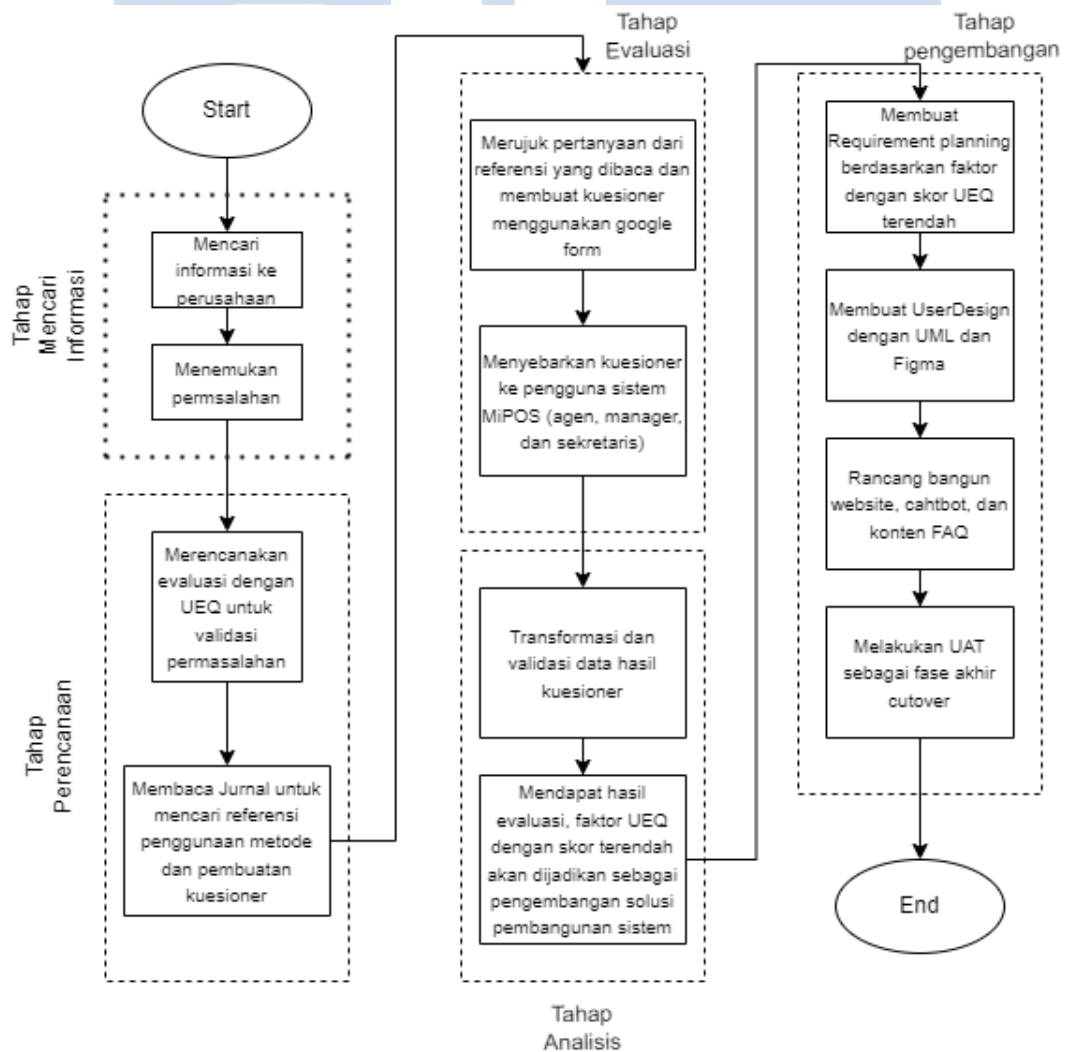 Start
Tahap
Mencari
Informasi
Mencari
informasi ke
perusahaan
Menemukan
permsalahan
Tahap
Perencanaan
Merencanakan
evaluasi dengan
UEQ untuk
validasi
permasalahan
Membaca Jurnal untuk
mencari referensi
penggunaan metode
dan pembuatan
kuesioner
Tahap
Evaluasi
Merujuk pertanyaan dari
referensi yang dibaca dan
membuat kuesioner
menggunakan google
form
Menyebarkan kuesioner
ke pengguna sistem
MiPOS (agen, manager,
dan sekretaris)
Transformasi dan
validasi data hasil
kuesioner
Mendapat hasil
evaluasi, faktor UEQ
dengan skor terendah
akan dijadikan sebagai
pengembangan solusi
pembangunan sistem
Tahap
Analisis
Tahap
pengembangan
Membuat
Requirement planning
berdasarkan faktor
dengan skor UEQ
terendah
Membuat UserDesign
dengan UML dan
Figma
Rancang bangun
website, cahtbot, dan
konten FAQ
Melakukan UAT
sebagai fase akhir
cutover
End